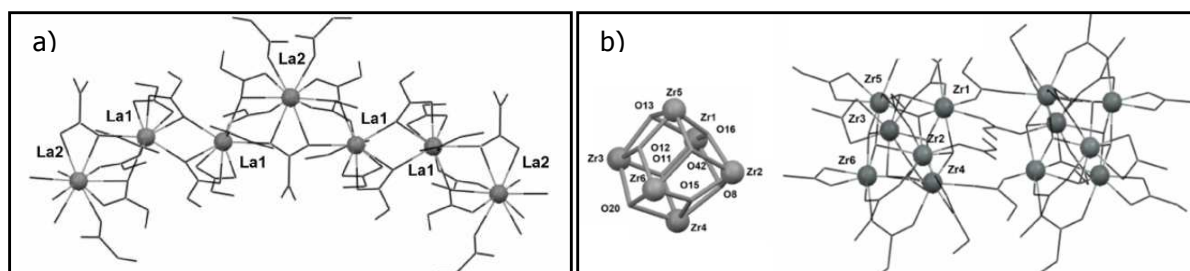 a)
La2
La1
La1
La2
La1
La1
La2
b)
Zr5
O13
Zr1
O16
O12
O11
Zr3
O42
Zr2
Zr6
O15
O8
O20
Zr4
Zr5
Zr1
Zr3
Zr2
Zr6
Zr4